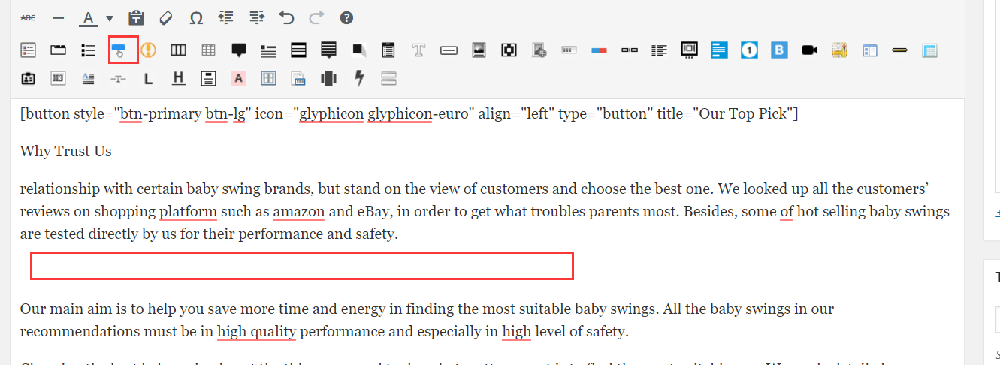 ABC A Ω ?
T 1 B
H3 A T L H A
[button style="btn-primary btn-lg" icon="glyphicon glyphicon-euro" align="left" type="button" title="Our Top Pick"]
Why Trust Us
relationship with certain baby swing brands, but stand on the view of customers and choose the best one. We looked up all the customers’
reviews on shopping platform such as amazon and eBay, in order to get what troubles parents most. Besides, some of hot selling baby swings
are tested directly by us for their performance and safety.
Our main aim is to help you save more time and energy in finding the most suitable baby swings. All the baby swings in our
recommendations must be in high quality performance and especially in high level of safety.